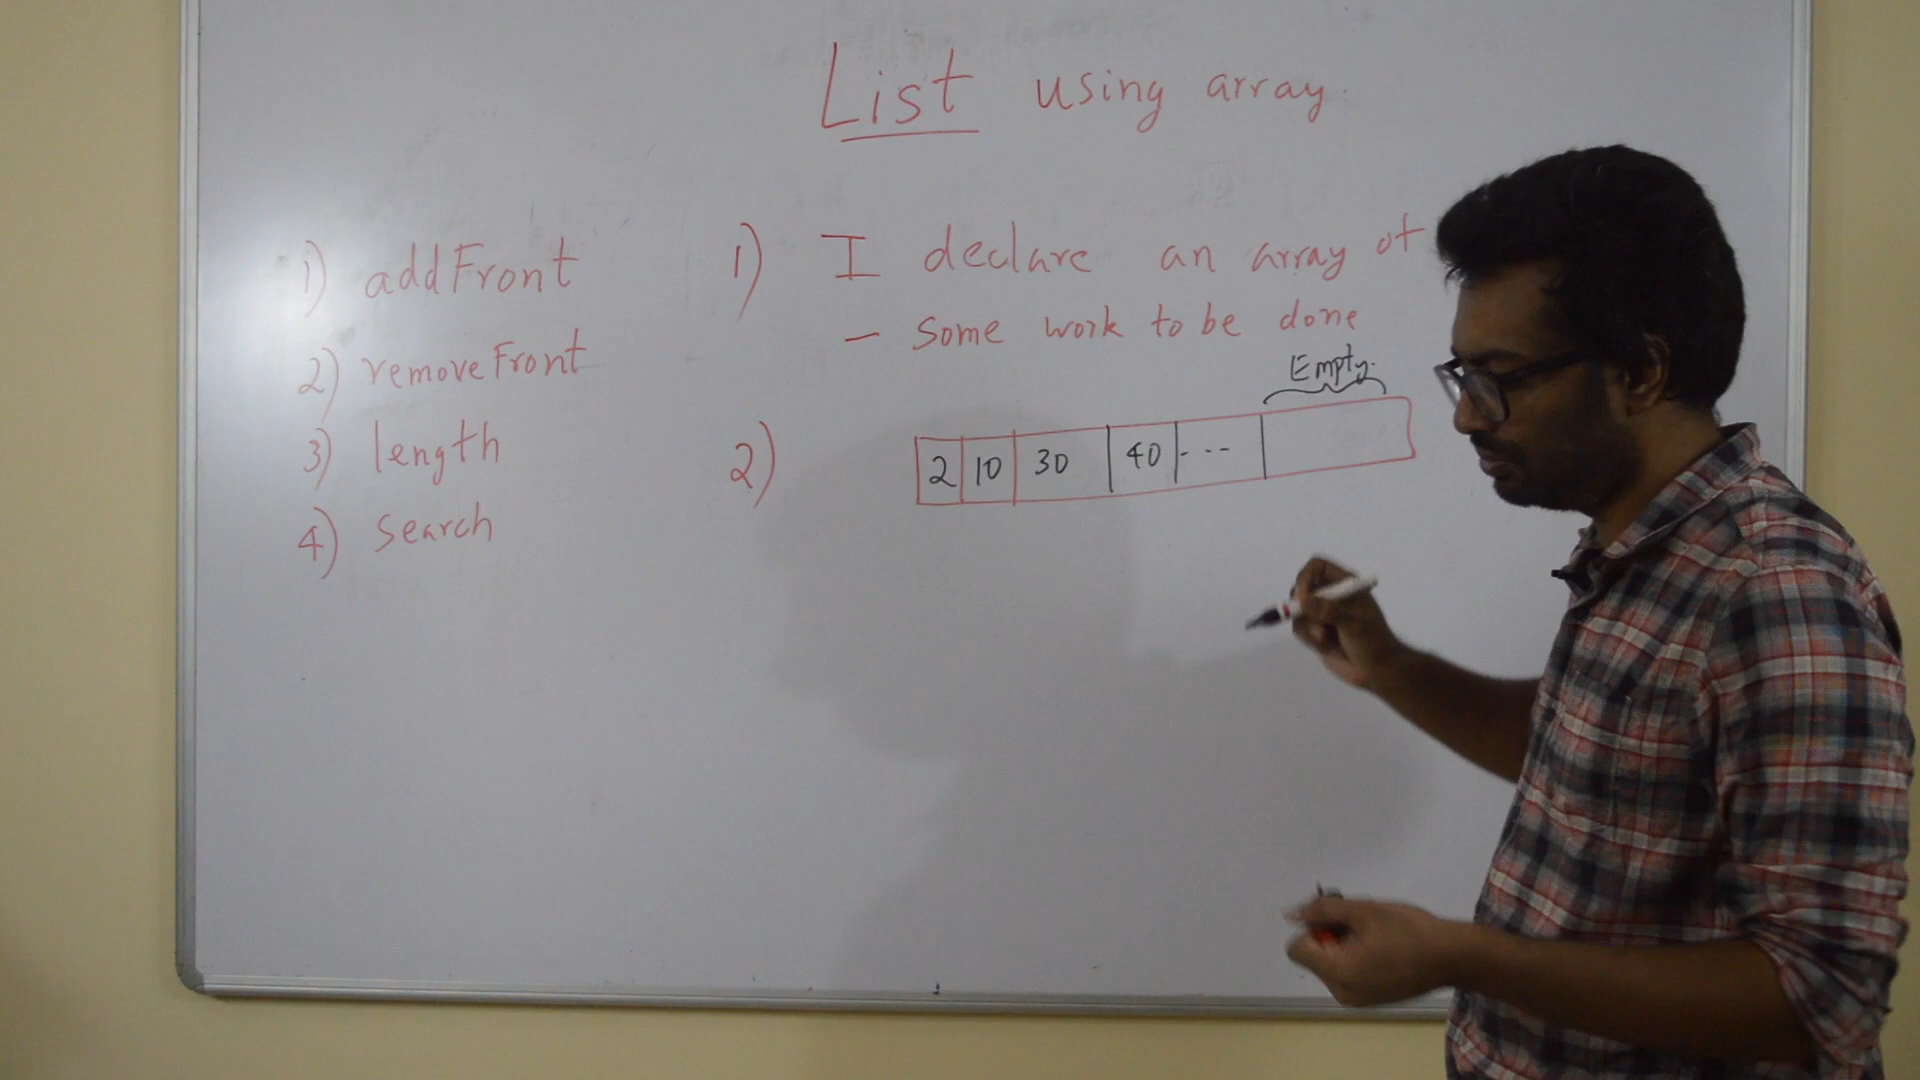 List using array.
1) addFront
2) removeFront
3) length
4) Search
1) I declare an array of
- Some work to be done
Empty.
2) 2 10 30 40 ...